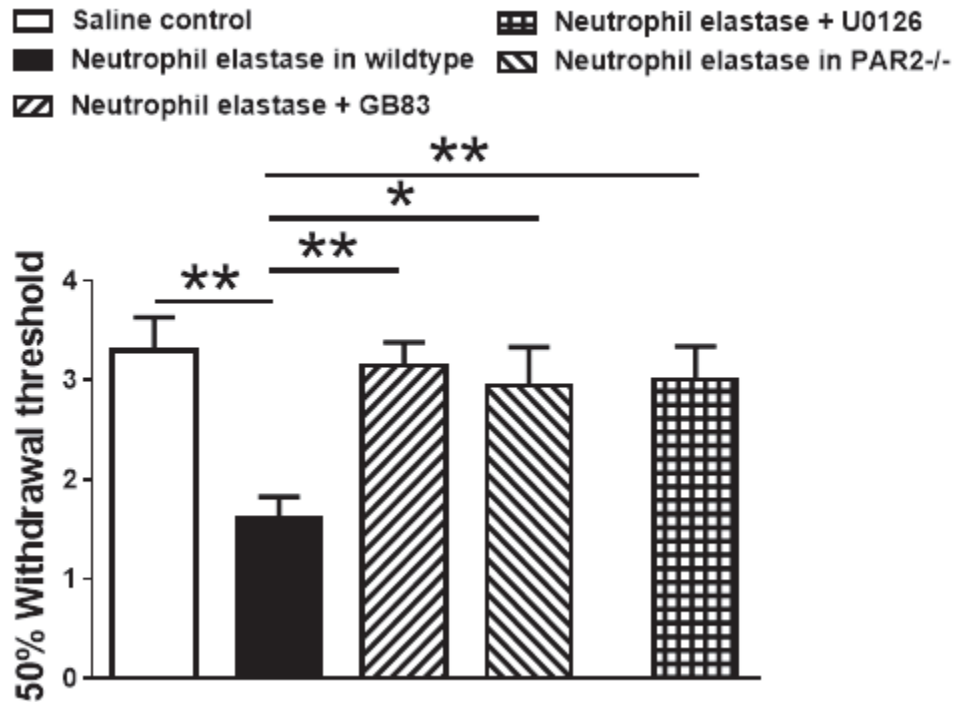 Saline control
Neutrophil elastase in wildtype
Neutrophil elastase + GB83
Neutrophil elastase + U0126
Neutrophil elastase in PAR2-/-
**
*
**
**
50% Withdrawal threshold
4
3
2
1
0